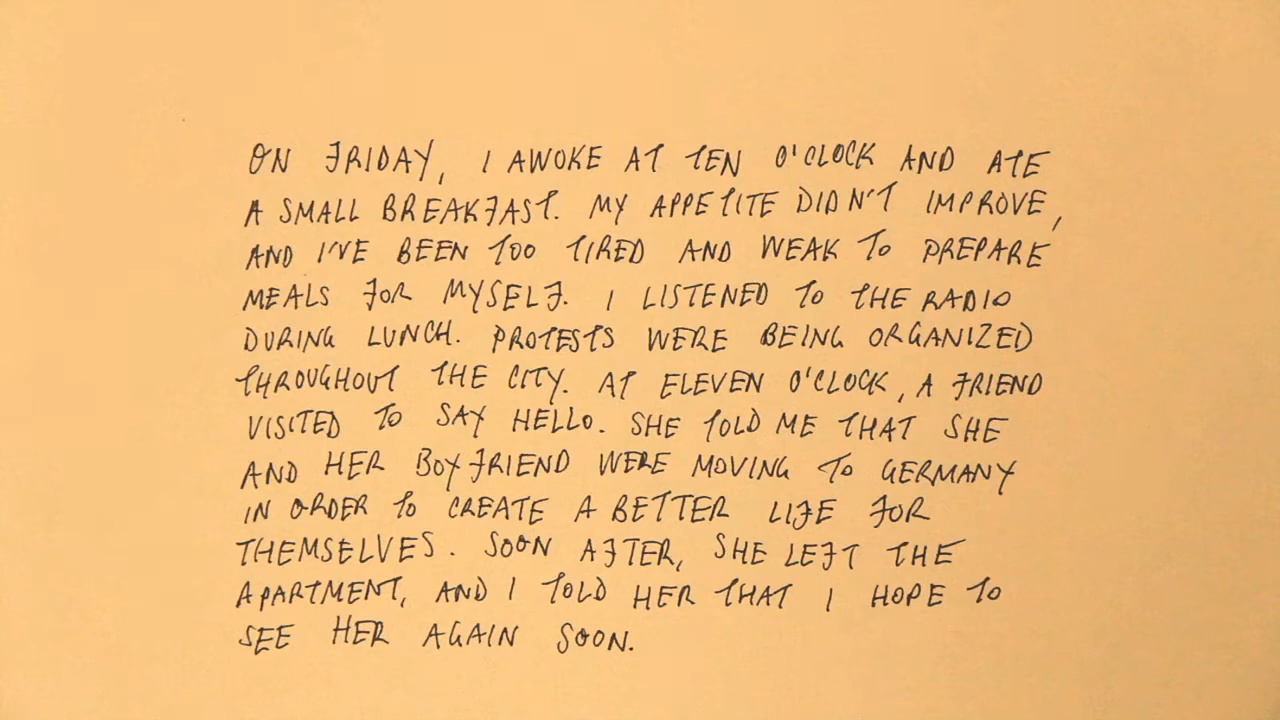 ON FRIDAY, I AWOKE AT TEN O'CLOCK AND ATE
A SMALL BREAKFAST. MY APPETITE DIDN'T IMPROVE,
AND I'VE BEEN TOO TIRED AND WEAK TO PREPARE
MEALS FOR MYSELF. I LISTENED TO THE RADIO
DURING LUNCH. PROTESTS WERE BEING ORGANIZED
THROUGHOUT THE CITY. AT ELEVEN O'CLOCK, A FRIEND
VISITED TO SAY HELLO. SHE TOLD ME THAT SHE
AND HER BOYFRIEND WERE MOVING TO GERMANY
IN ORDER TO CREATE A BETTER LIFE FOR
THEMSELVES. SOON AFTER, SHE LEFT THE
APARTMENT, AND I TOLD HER THAT I HOPE TO
SEE HER AGAIN SOON.